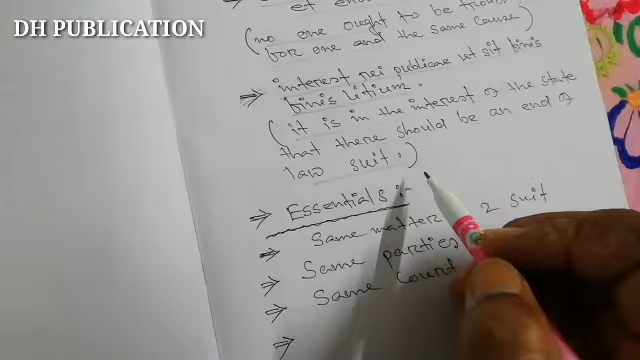 DH PUBLICATION
(no one ought to be
for one and the same cause)
⇒ interest rei publicae ut sit finis
finis litium.
(it is in the interest of the state
that there should be an end of
law suit.)
⇒ Essentials :-
⇒ Same matter 2 suit
⇒ Same parties
⇒ Same Court
⇒